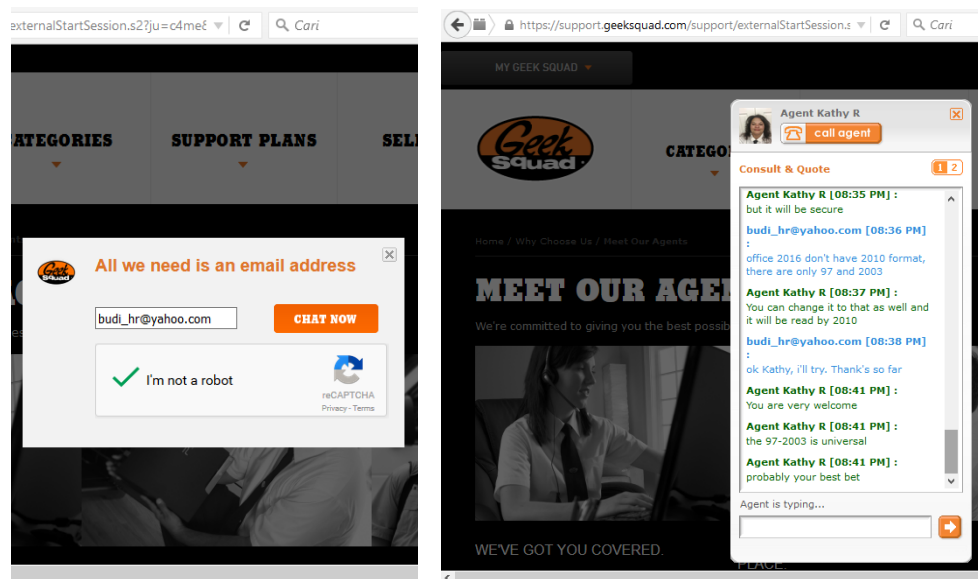 externalStartSession.s2?ju=c4me&
Cari
ATEGORIES
SUPPORT PLANS
SELL
All we need is an email address
Geek
Squad
budi_hr@yahoo.com
CHAT NOW
I'm not a robot
reCAPTCHA
Privacy - Terms
https://support.geeksquad.com/support/externalStartSession.s
Cari
MY GEEK SQUAD
Geek
Squad
CATEGO
Home / Why Choose Us / Meet Our Agents
MEET OUR AGE
We're committed to giving you the best possib
Agent Kathy R
call agent
Consult & Quote
1 2
Agent Kathy R [08:35 PM] :
but it will be secure
budi_hr@yahoo.com [08:36 PM]
:
office 2016 don't have 2010 format,
there are only 97 and 2003
Agent Kathy R [08:37 PM] :
You can change it to that as well and
it will be read by 2010
budi_hr@yahoo.com [08:38 PM]
:
ok Kathy, i'll try. Thank's so far
Agent Kathy R [08:41 PM] :
You are very welcome
Agent Kathy R [08:41 PM] :
the 97-2003 is universal
Agent Kathy R [08:41 PM] :
probably your best bet
Agent is typing...
WE'VE GOT YOU COVERED.
PLACE.